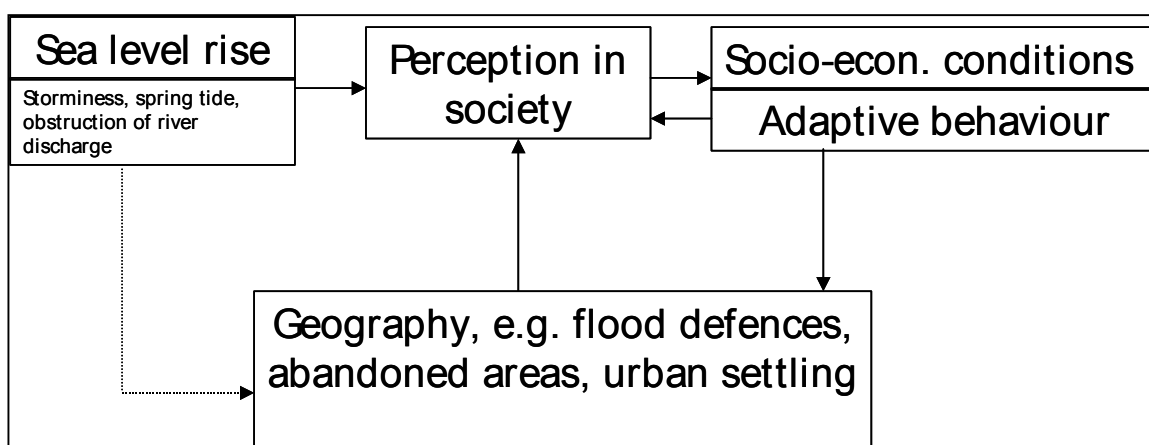 Sea level rise
Storminess, spring tide,
obstruction of river
discharge
Perception in
society
Socio-econ. conditions
Adaptive behaviour
Geography, e.g. flood defences,
abandoned areas, urban settling